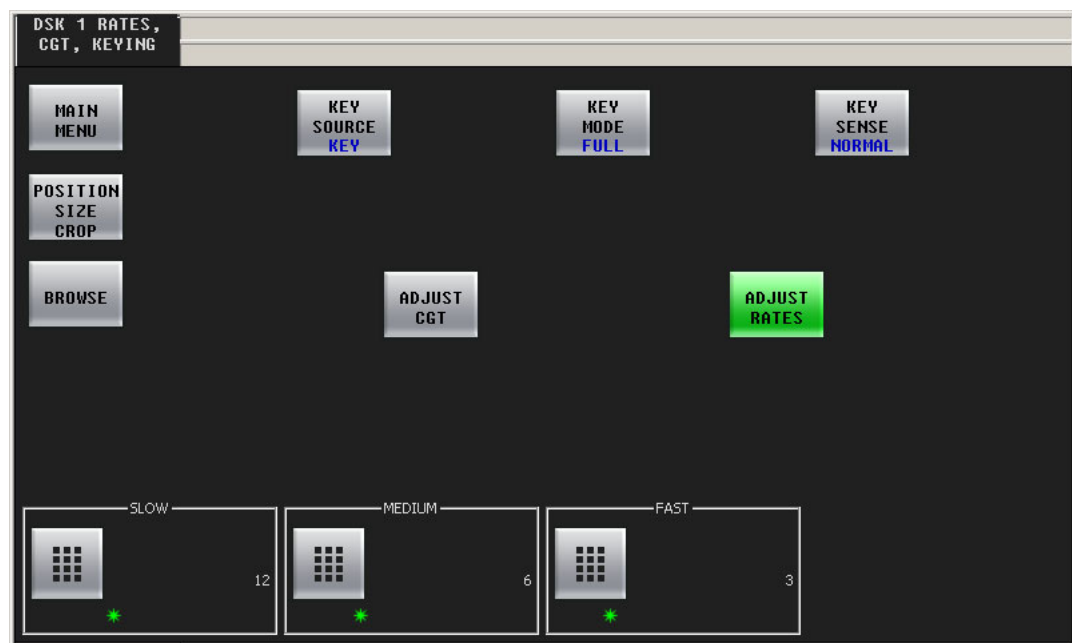 DSK 1 RATES,
CGT, KEYING
MAIN
MENU
KEY
SOURCE
KEY
KEY
MODE
FULL
KEY
SENSE
NORMAL
POSITION
SIZE
CROP
BROWSE
ADJUST
CGT
ADJUST
RATES
SLOW
12
MEDIUM
6
FAST
3